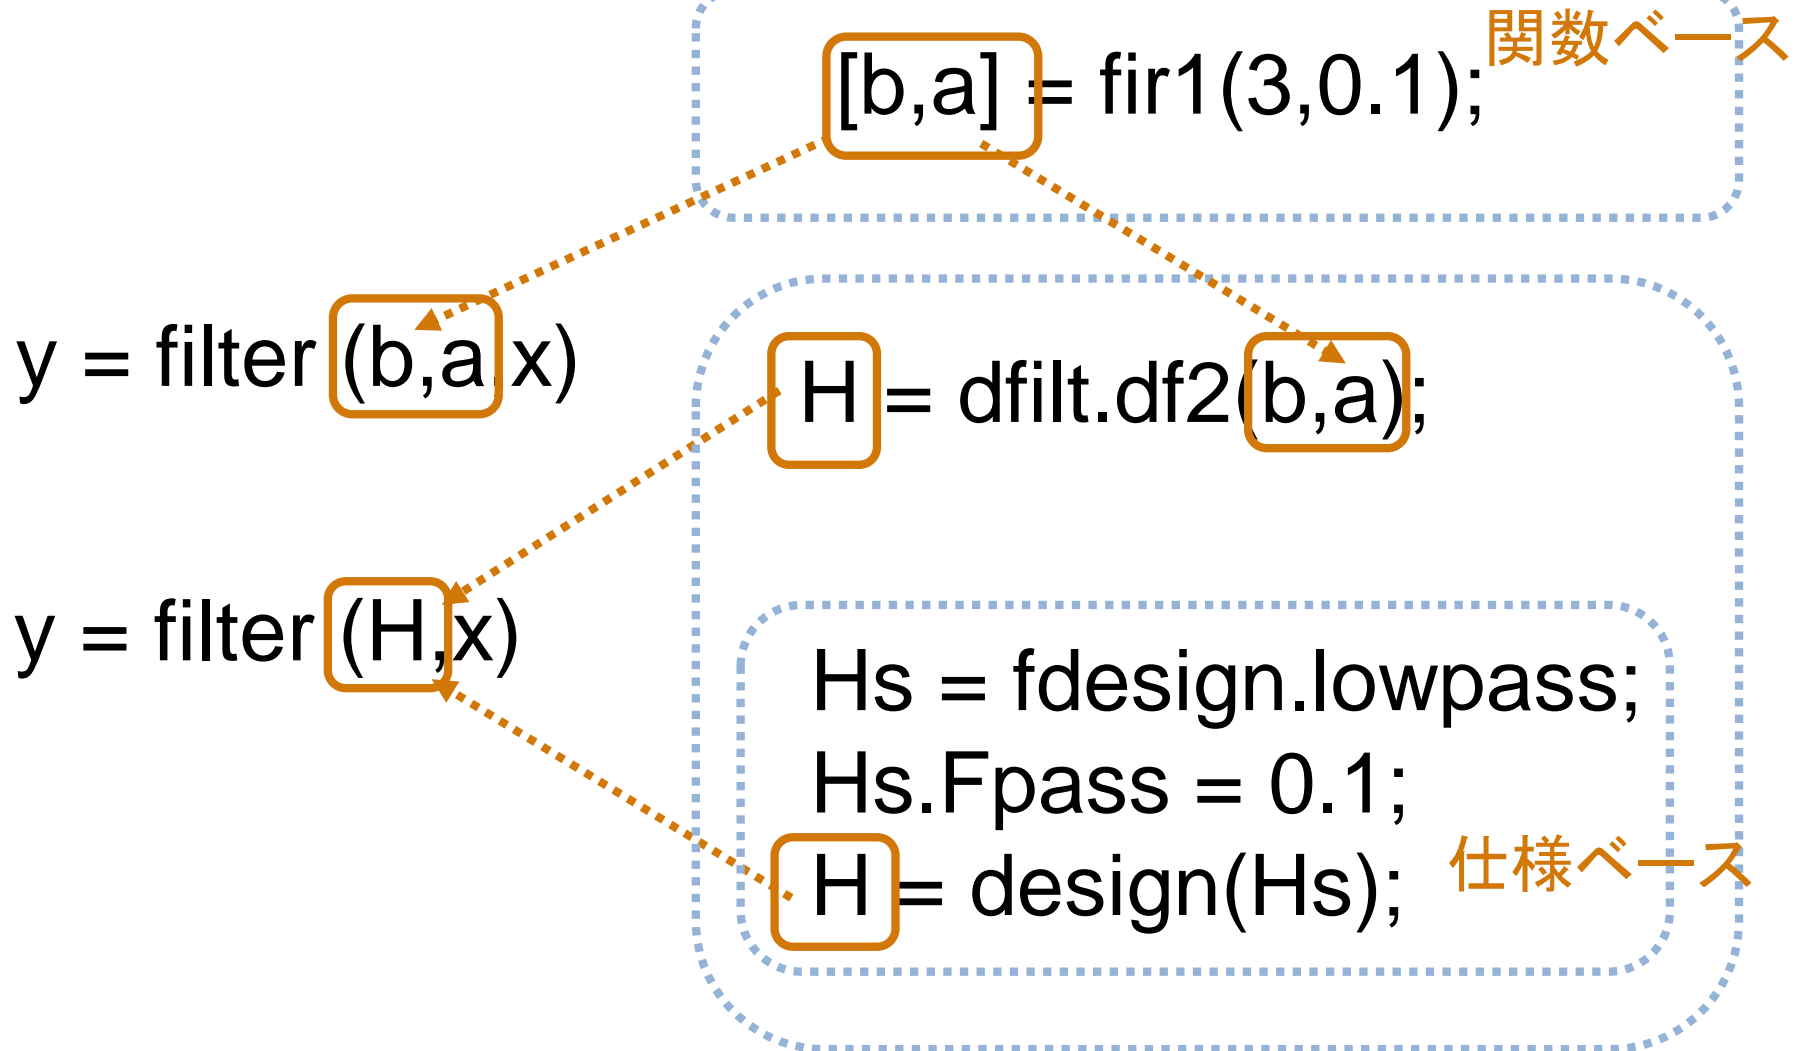 関数ベース
[b,a] = fir1(3,0.1);
y = filter (b,a,x)
H = dfilt.df2(b,a);
y = filter (H,x)
Hs = fdesign.lowpass;
Hs.Fpass = 0.1;
H = design(Hs);
仕様ベース